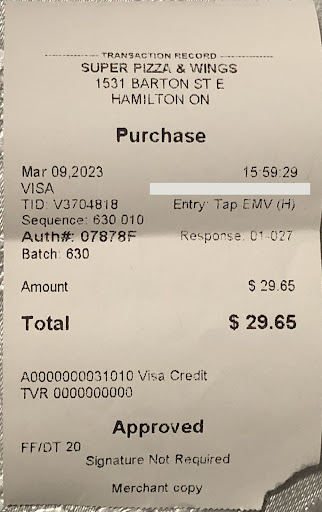 TRANSACTION RECORD
SUPER PIZZA & WINGS
1531 BARTON ST E
HAMILTON ON
Purchase
Mar 09,2023 15:59:29
VISA
TID: V3704818 Entry: Tap EMV (H)
Sequence: 630 010
Auth#: 07878F Response: 01-027
Batch: 630
Amount $ 29.65
Total $ 29.65
A0000000031010 Visa Credit
TVR 0000000000
Approved
FF/DT 20
Signature Not Required
Merchant copy